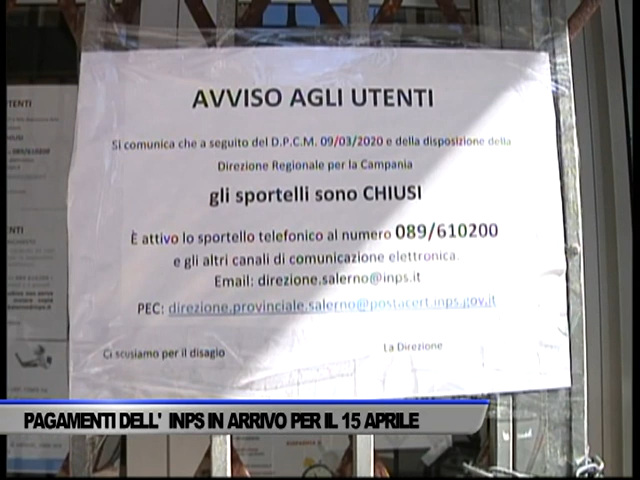 AVVISO AGLI UTENTI
Si comunica che a seguito del D.P.C.M. 09/03/2020 e della disposizione della
Direzione Regionale per la Campania
gli sportelli sono CHIUSI
È attivo lo sportello telefonico al numero 089/610200
e gli altri canali di comunicazione elettronica.
Email: direzione.salerno@inps.it
PEC: direzione.provinciale.salerno@postacert.inps.gov.it
Ci scusiamo per il disagio
La Direzione
PAGAMENTI DELL' INPS IN ARRIVO PER IL 15 APRILE